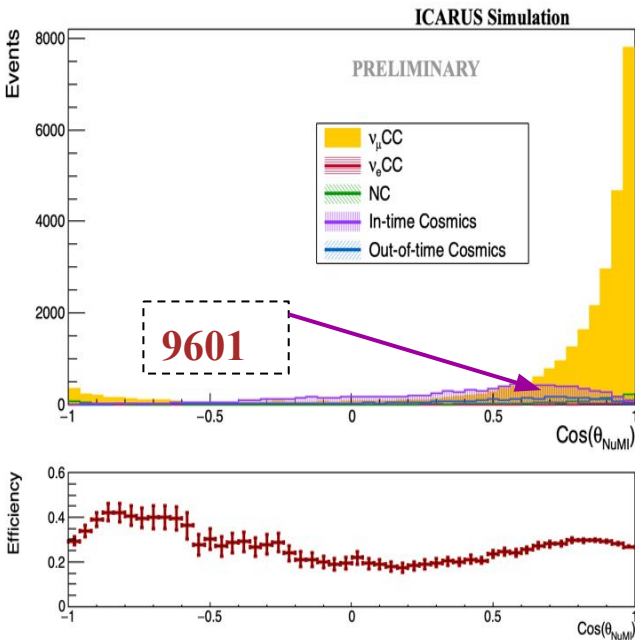 ICARUS Simulation
Events
8000
PRELIMINARY
ν_μCC
ν_eCC
NC
In-time Cosmics
Out-of-time Cosmics
6000
4000
2000
9601
0
−1
−0.5
0
0.5
1
Cos(θ_NuMI)
Efficiency
0.6
0.4
0.2
0
−1
−0.5
0
0.5
1
Cos(θ_NuMI)